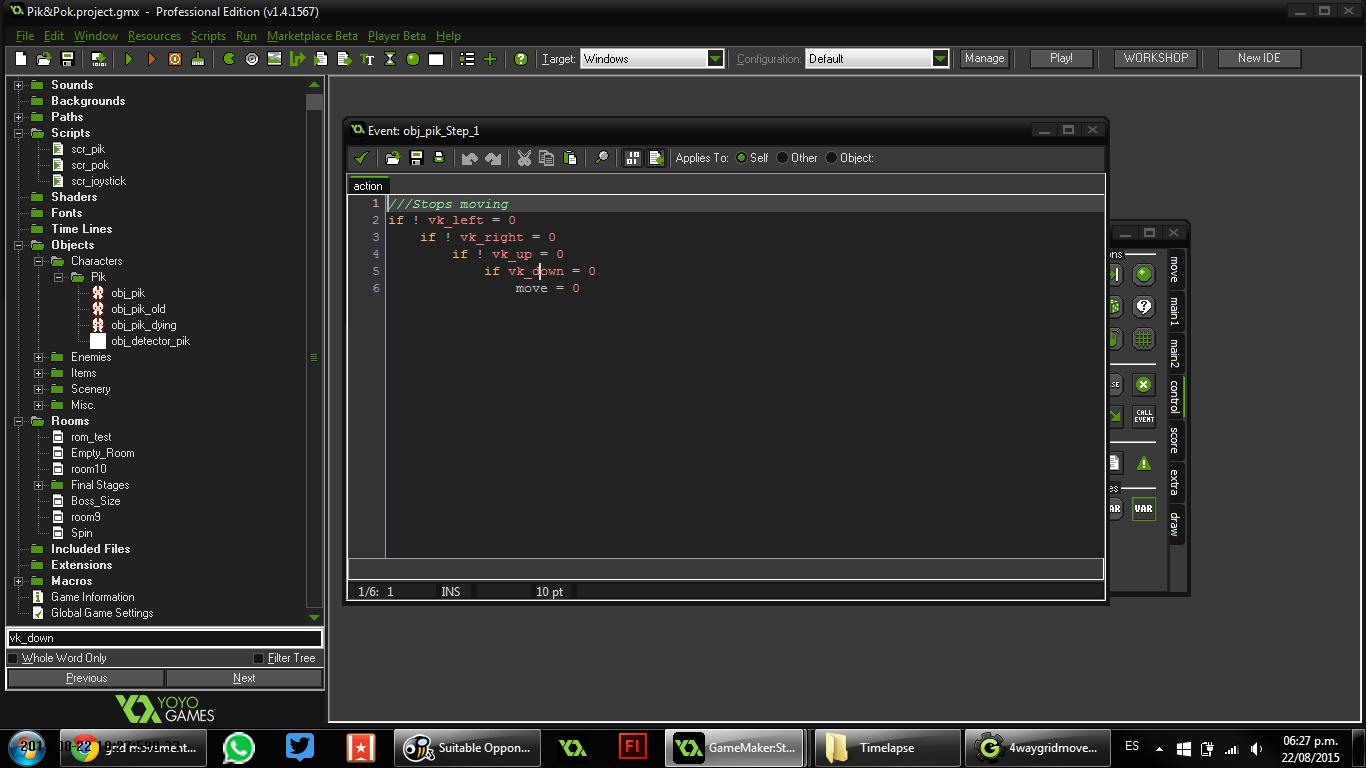 Pik&Pok.project.gmx - Professional Edition (v1.4.1567)
File Edit Window Resources Scripts Run Marketplace Beta Player Beta Help
Target: Windows Configuration: Default Manage Play! WORKSHOP New IDE
Sounds
Backgrounds
Paths
Scripts
scr_pik
scr_pok
scr_joystick
Shaders
Fonts
Time Lines
Objects
Characters
Pik
obj_pik
obj_pik_old
obj_pik_dying
obj_detector_pik
Enemies
Items
Scenery
Misc.
Rooms
rom_test
Empty_Room
room10
Final Stages
Boss_Size
room9
Spin
Included Files
Extensions
Macros
Game Information
Global Game Settings
vk_down
Whole Word Only Filter Tree
Previous Next
YOYO
GAMES
Event: obj_pik_Step_1
Applies To: Self Other Object:
action
1 ///Stops moving
2 if ! vk_left = 0
3 if ! vk_right = 0
4 if ! vk_up = 0
5 if vk_down = 0
6 move = 0
1/6: 1 INS 10 pt
move
main1
main2
control
score
extra
draw
CALL
EVENT
VAR
grid movement...
Suitable Oppon...
Fl
GameMaker:St...
Timelapse
4waygridmove...
ES
06:27 p.m.
22/08/2015